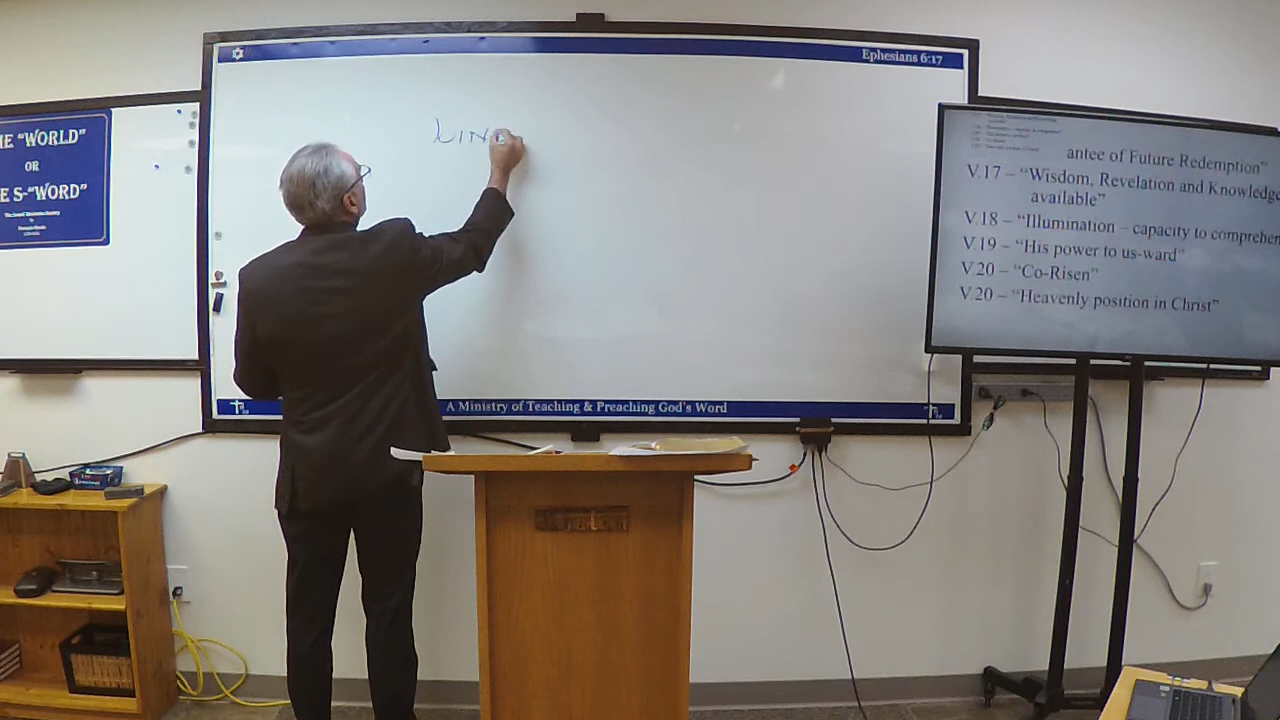 HE "WORLD"
OR
E S-"WORD"
Ephesians 6:17
LIN
antee of Future Redemption"
V.17 – "Wisdom, Revelation and Knowledge
available"
V.18 – "Illumination – capacity to comprehen
V.19 – "His power to us-ward"
V.20 – "Co-Risen"
V.20 – "Heavenly position in Christ"
A Ministry of Teaching & Preaching God's Word